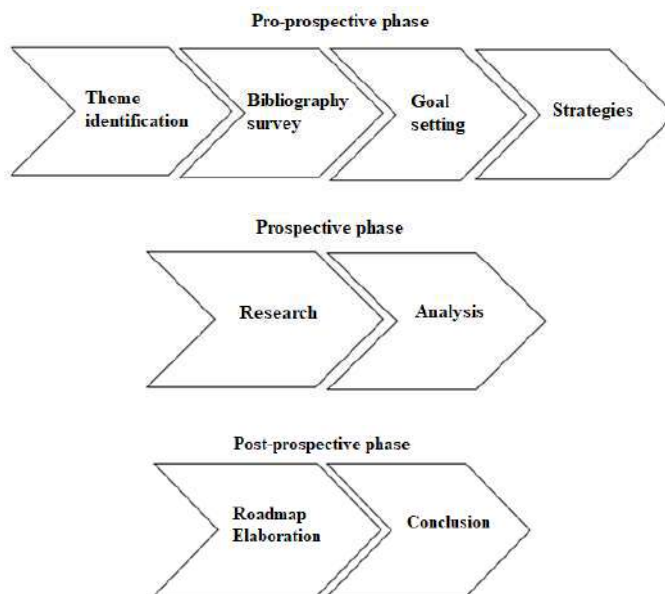 Pro-prospective phase
Theme
identification
Bibliography
survey
Goal
setting
Strategies
Prospective phase
Research
Analysis
Post-prospective phase
Roadmap
Elaboration
Conclusion